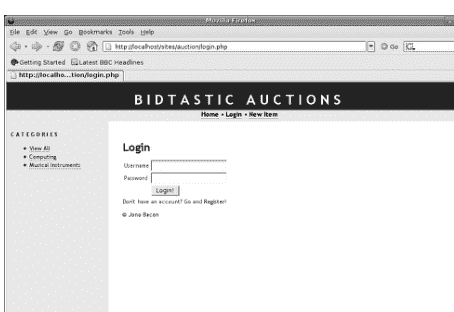 Mozilla Firefox
File Edit View Go Bookmarks Tools Help
http://localhost/sites/auction/login.php
Go
Getting Started Latest BBC Headlines
http://localho...tion/login.php
BIDTASTIC AUCTIONS
Home • Login • New Item
CATEGORIES
View All
Computing
Musical Instruments
Login
Username
Password
Login!
Don't have an account? Go and Register!